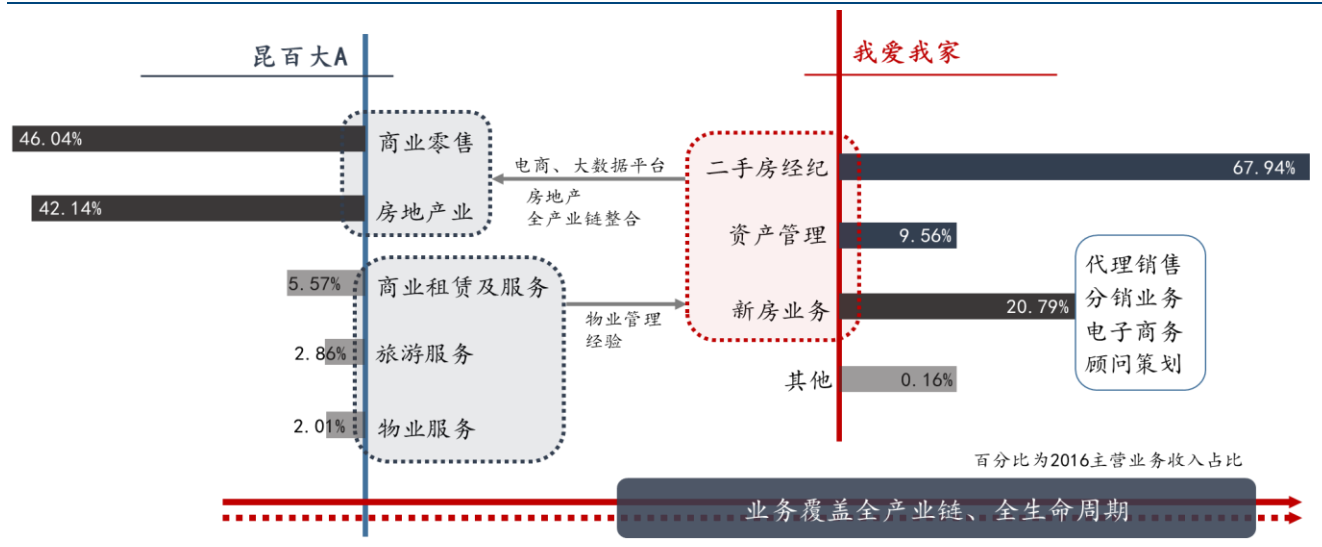 昆百大A
46.04%
商业零售
42.14%
房地产业
5.57%
商业租赁及服务
2.86%
旅游服务
2.01%
物业服务
电商、大数据平台
房地产
全产业链整合
物业管理
经验
我爱我家
二手房经纪
67.94%
资产管理
9.56%
新房业务
20.79%
其他
0.16%
代理销售
分销业务
电子商务
顾问策划
百分比为2016主营业务收入占比
业务覆盖全产业链、全生命周期